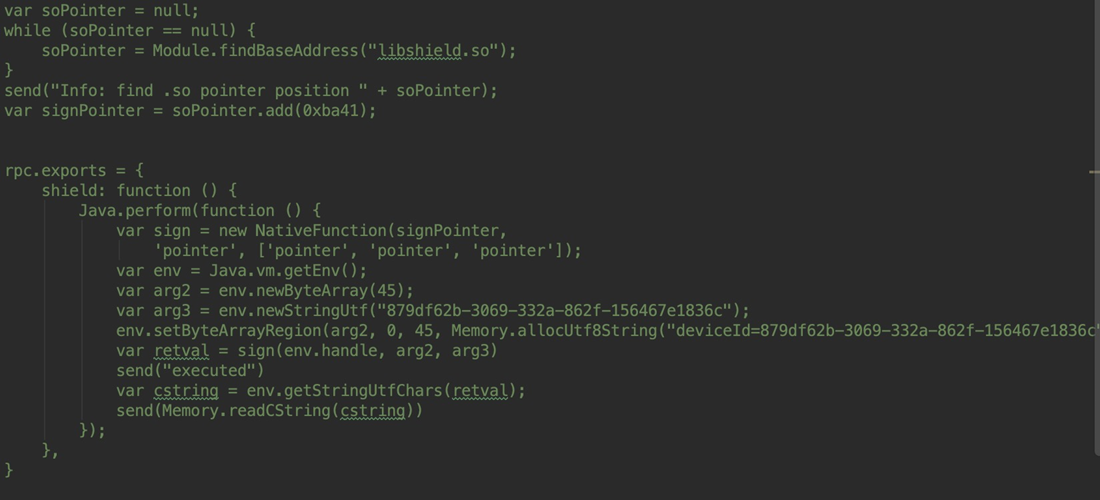 var soPointer = null;
while (soPointer == null) {
    soPointer = Module.findBaseAddress("libshield.so");
}
send("Info: find .so pointer position " + soPointer);
var signPointer = soPointer.add(0xba41);
rpc.exports = {
    shield: function () {
        Java.perform(function () {
            var sign = new NativeFunction(signPointer,
                'pointer', ['pointer', 'pointer', 'pointer']);
            var env = Java.vm.getEnv();
            var arg2 = env.newByteArray(45);
            var arg3 = env.newStringUtf("879df62b-3069-332a-862f-156467e1836c");
            env.setByteArrayRegion(arg2, 0, 45, Memory.allocUtf8String("deviceId=879df62b-3069-332a-862f-156467e1836c"
            var retval = sign(env.handle, arg2, arg3)
            send("executed")
            var cstring = env.getStringUtfChars(retval);
            send(Memory.readCString(cstring))
        });
    },
}